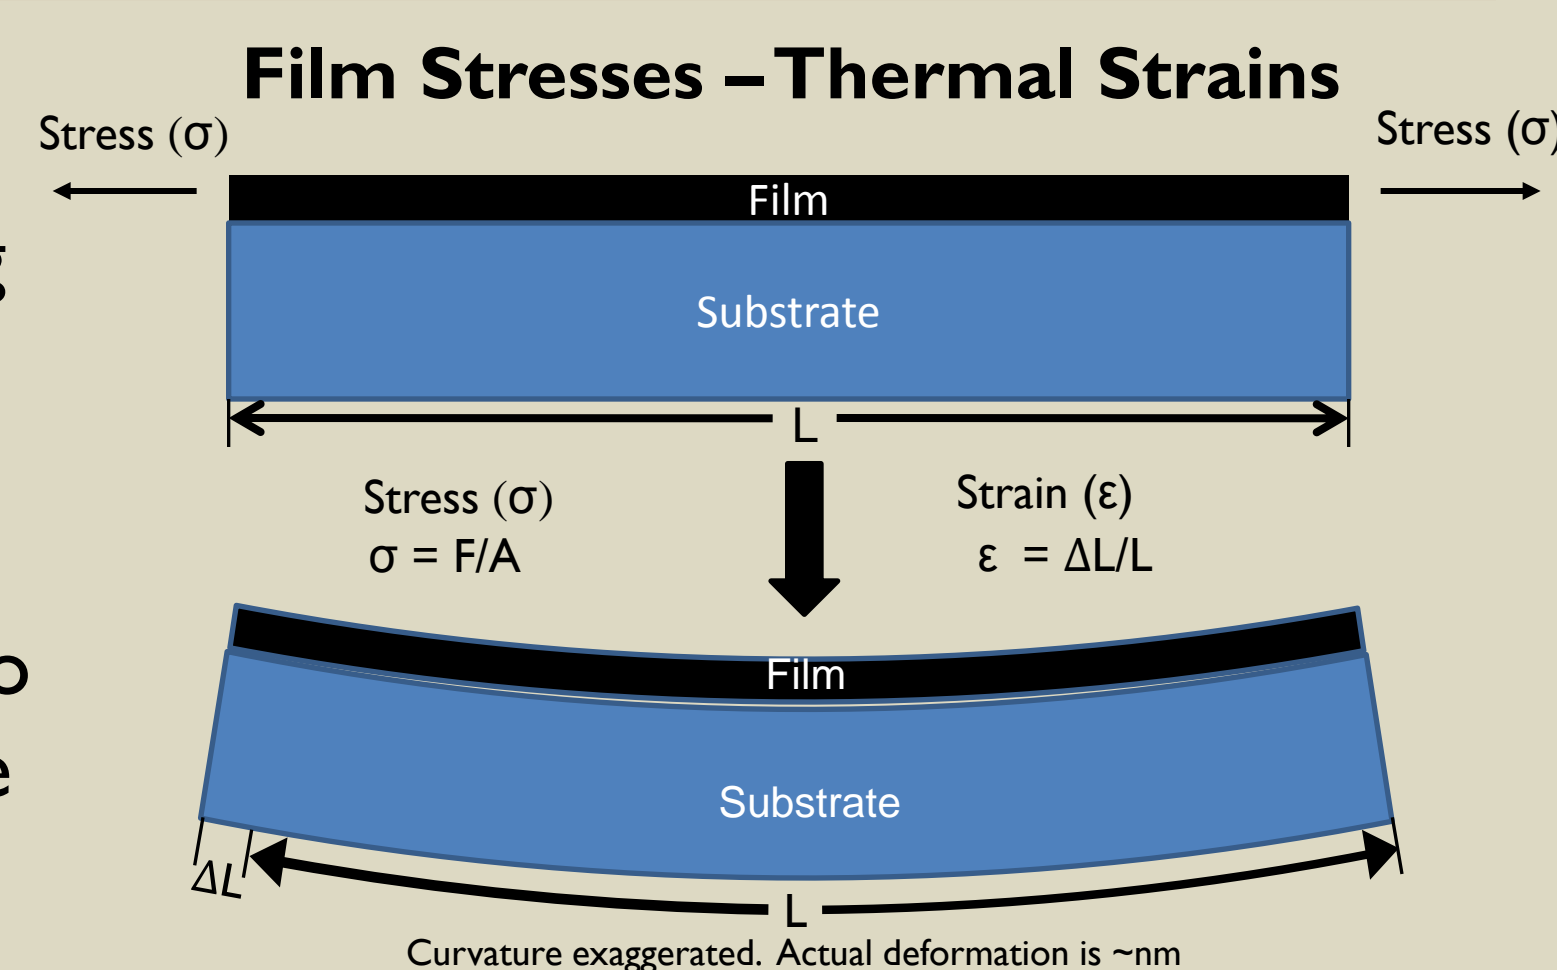 Film Stresses – Thermal Strains
Stress (σ)
Stress (σ)
Film
Substrate
L
Stress (σ)
σ = F/A
Strain (ε)
ε = ΔL/L
Film
Substrate
ΔL
L
Curvature exaggerated. Actual deformation is ~nm